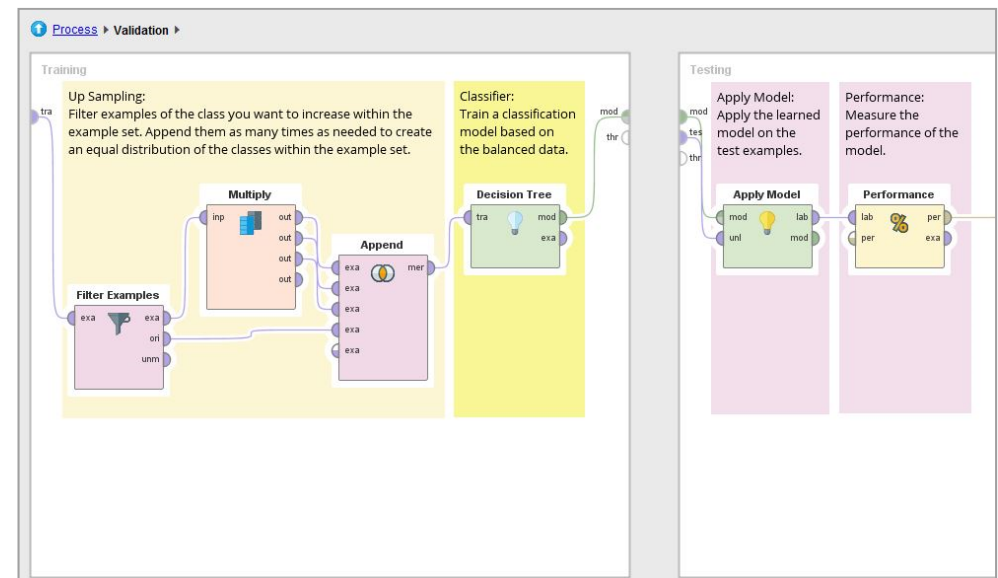 Process Validation
Training
Up Sampling:
Filter examples of the class you want to increase within the
example set. Append them as many times as needed to create
an equal distribution of the classes within the example set.
Classifier:
Train a classification
model based on
the balanced data.
tra
mod
thr
Multiply
inp
out
out
out
out
Append
exa
mer
exa
exa
exa
exa
Filter Examples
exa
exa
ori
unm
Decision Tree
tra
mod
exa
Testing
Apply Model:
Apply the learned
model on the
test examples.
Performance:
Measure the
performance of the
model.
mod
tes
thr
Apply Model
mod
lab
unl
mod
Performance
lab
per
per
exa